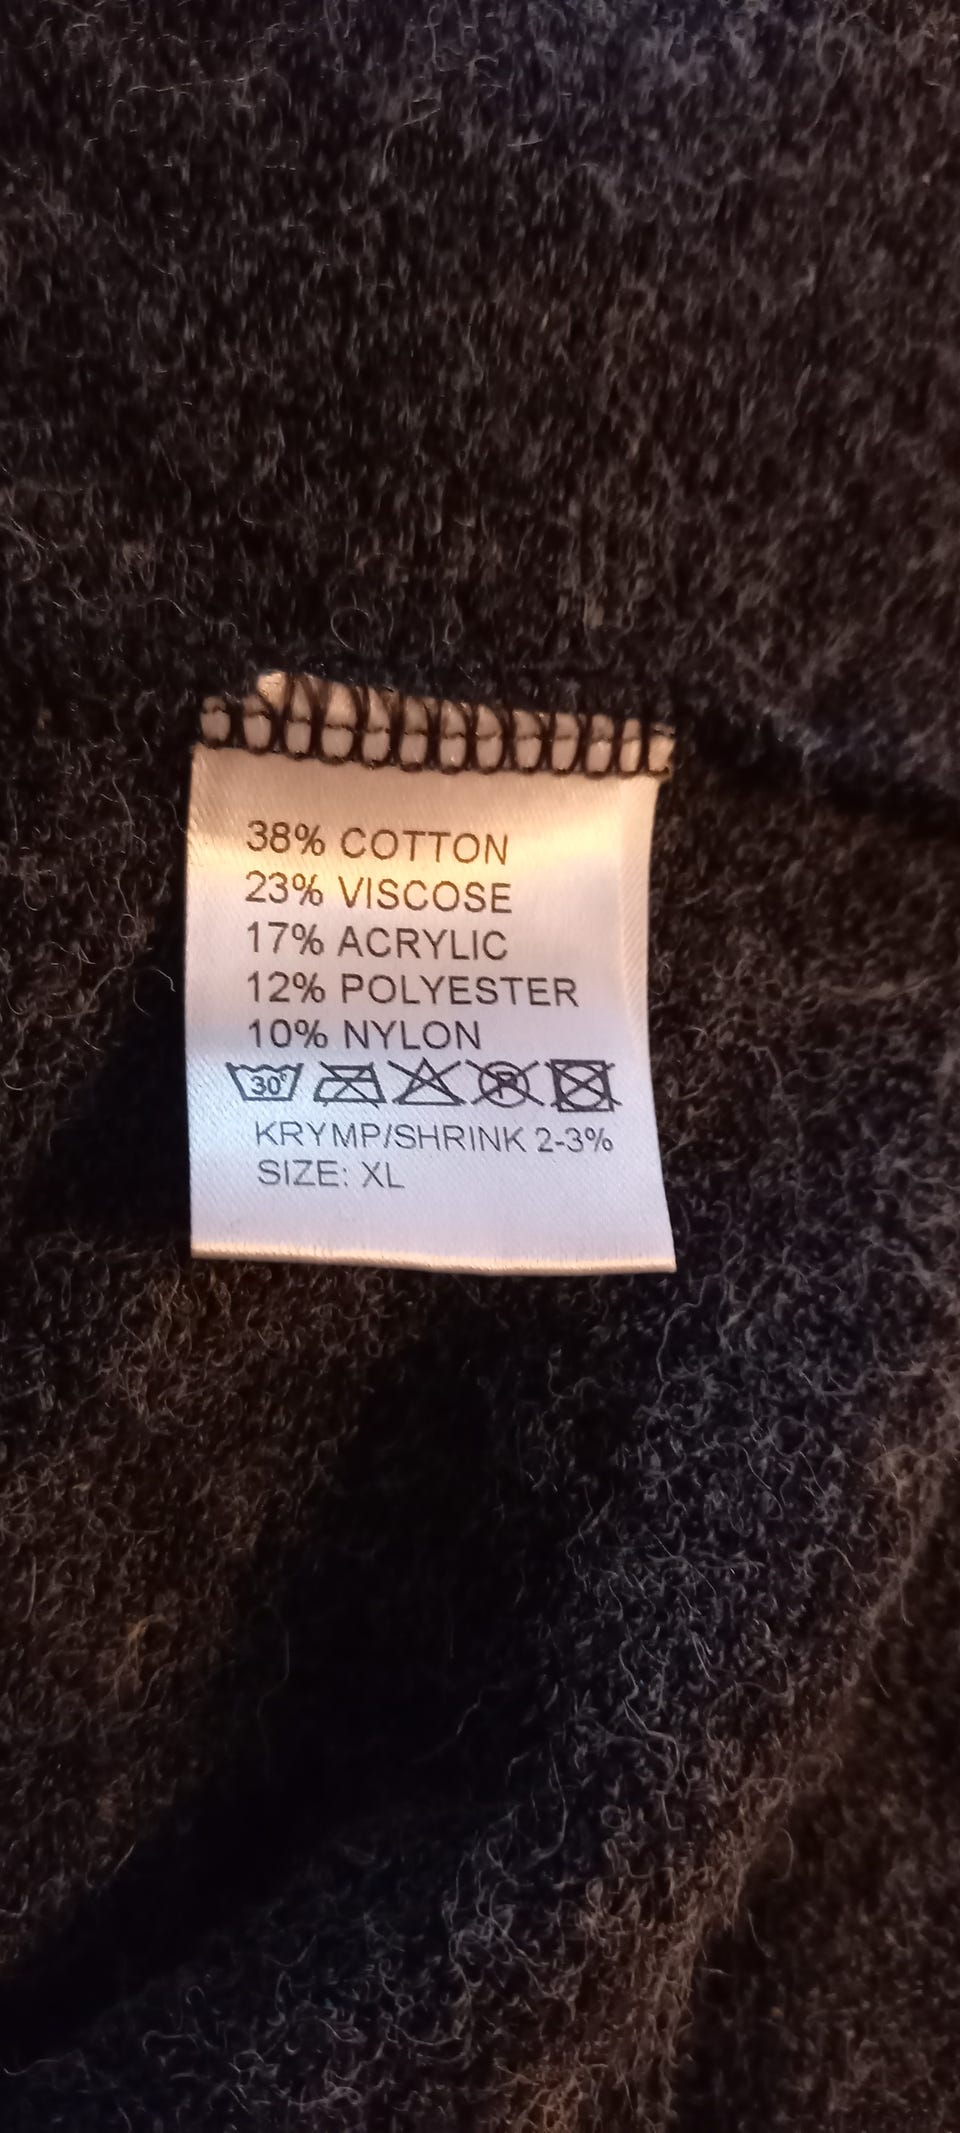 38% COTTON
23% VISCOSE
17% ACRYLIC
12% POLYESTER
10% NYLON
30° P
KRYMP/SHRINK 2-3%
SIZE: XL